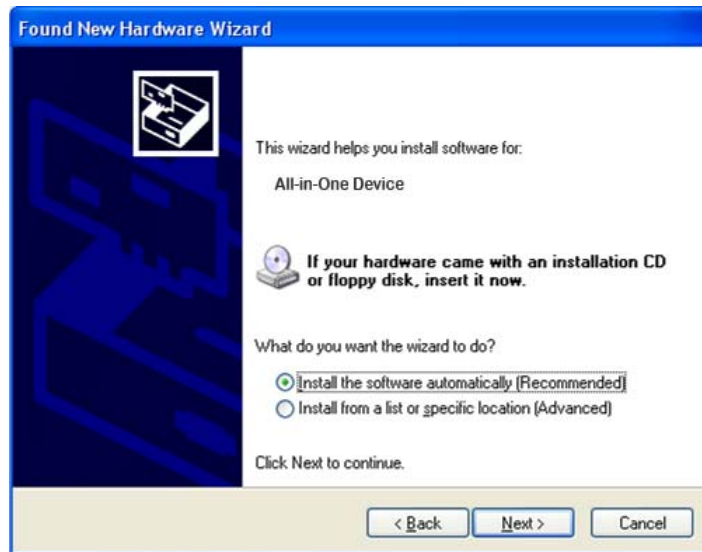 Found New Hardware Wizard
This wizard helps you install software for:
All-in-One Device
If your hardware came with an installation CD
or floppy disk, insert it now.
What do you want the wizard to do?
Install the software automatically (Recommended)
Install from a list or specific location (Advanced)
Click Next to continue.
< Back
Next >
Cancel